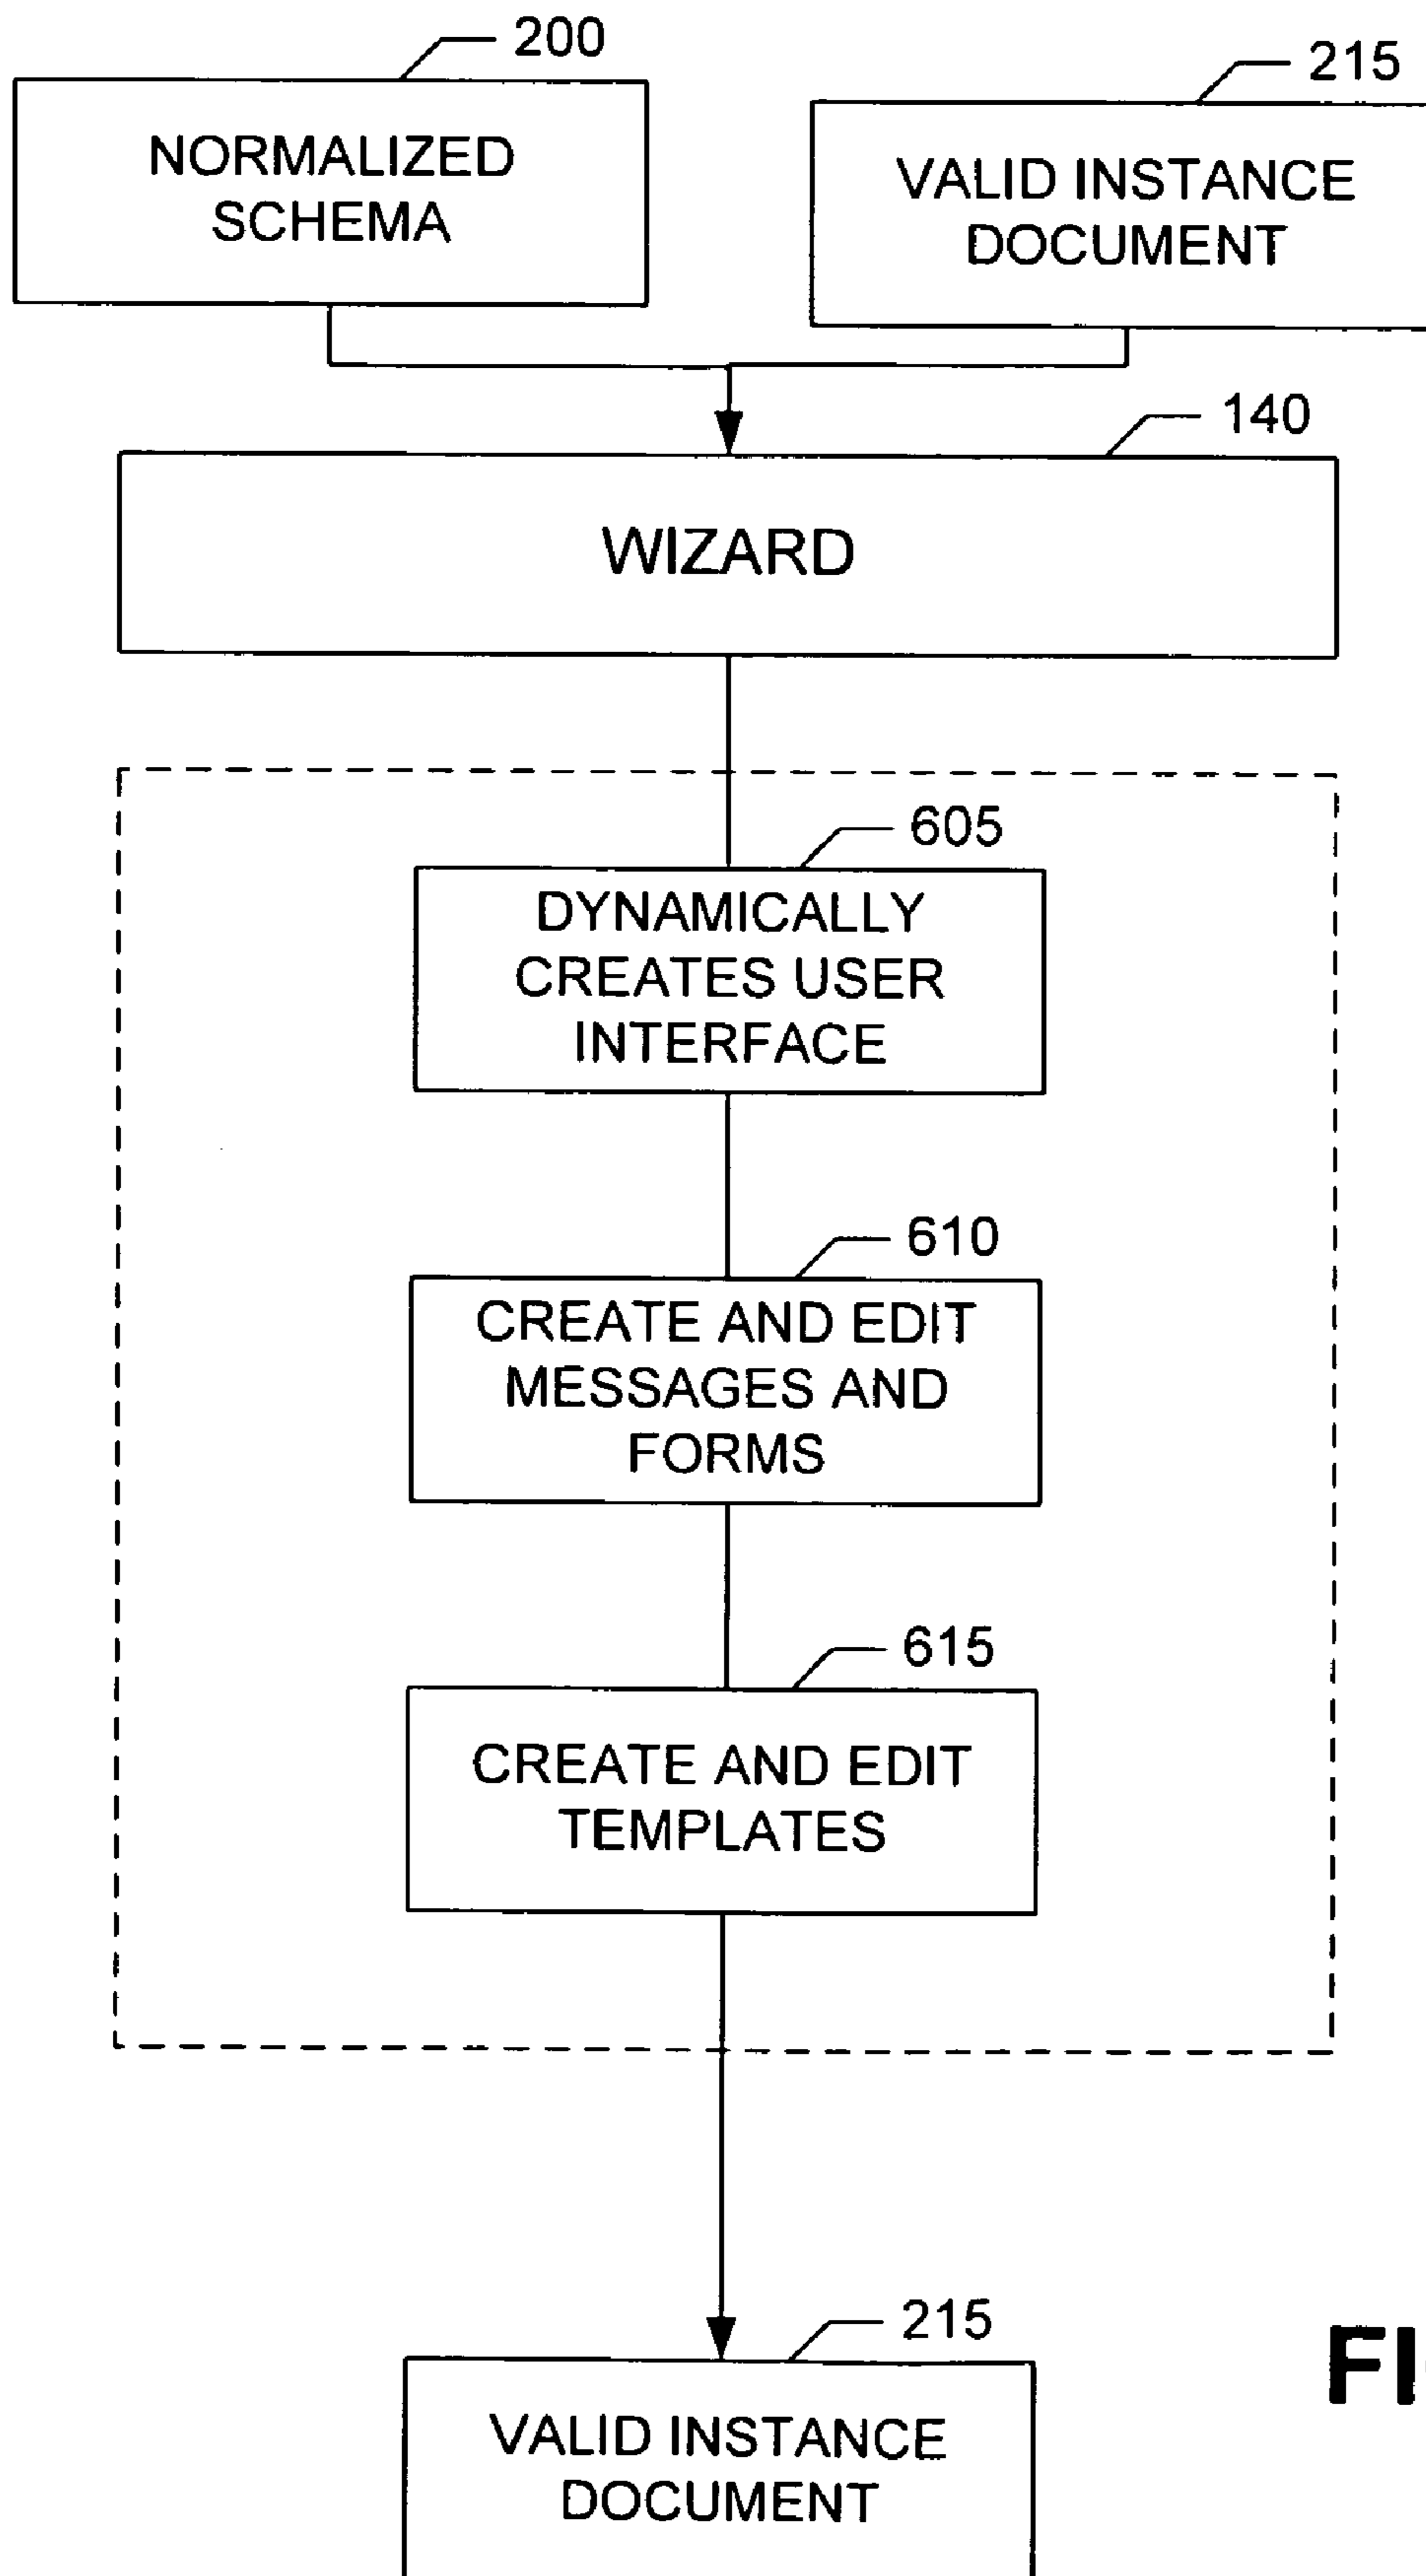 200
215
NORMALIZED
SCHEMA
VALID INSTANCE
DOCUMENT
140
WIZARD
605
DYNAMICALLY
CREATES USER
INTERFACE
610
CREATE AND EDIT
MESSAGES AND
FORMS
615
CREATE AND EDIT
TEMPLATES
215
VALID INSTANCE
DOCUMENT